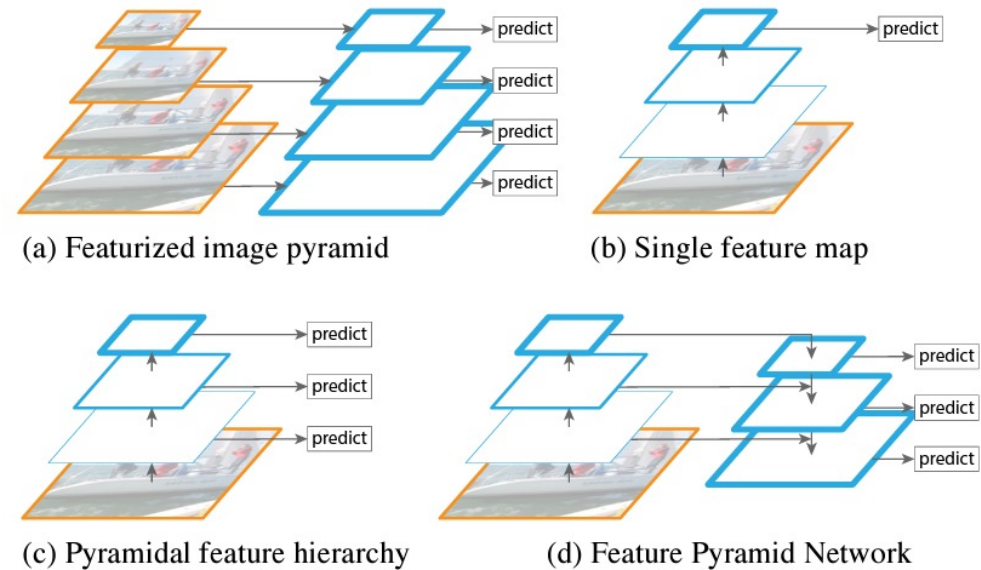 predict
predict
predict
predict
predict
(a) Featurized image pyramid
(b) Single feature map
predict
predict
predict
predict
predict
predict
(c) Pyramidal feature hierarchy
(d) Feature Pyramid Network